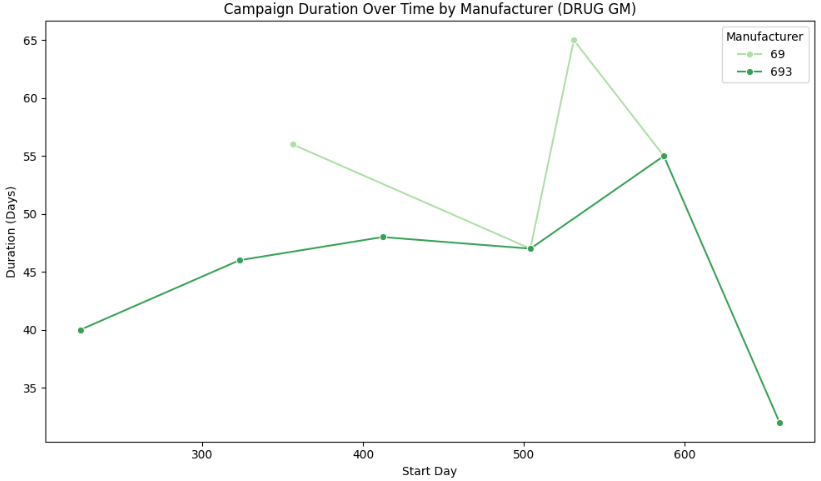 Campaign Duration Over Time by Manufacturer (DRUG GM)
Manufacturer
69
693
Duration (Days)
65
60
55
50
45
40
35
300 400 500 600
Start Day